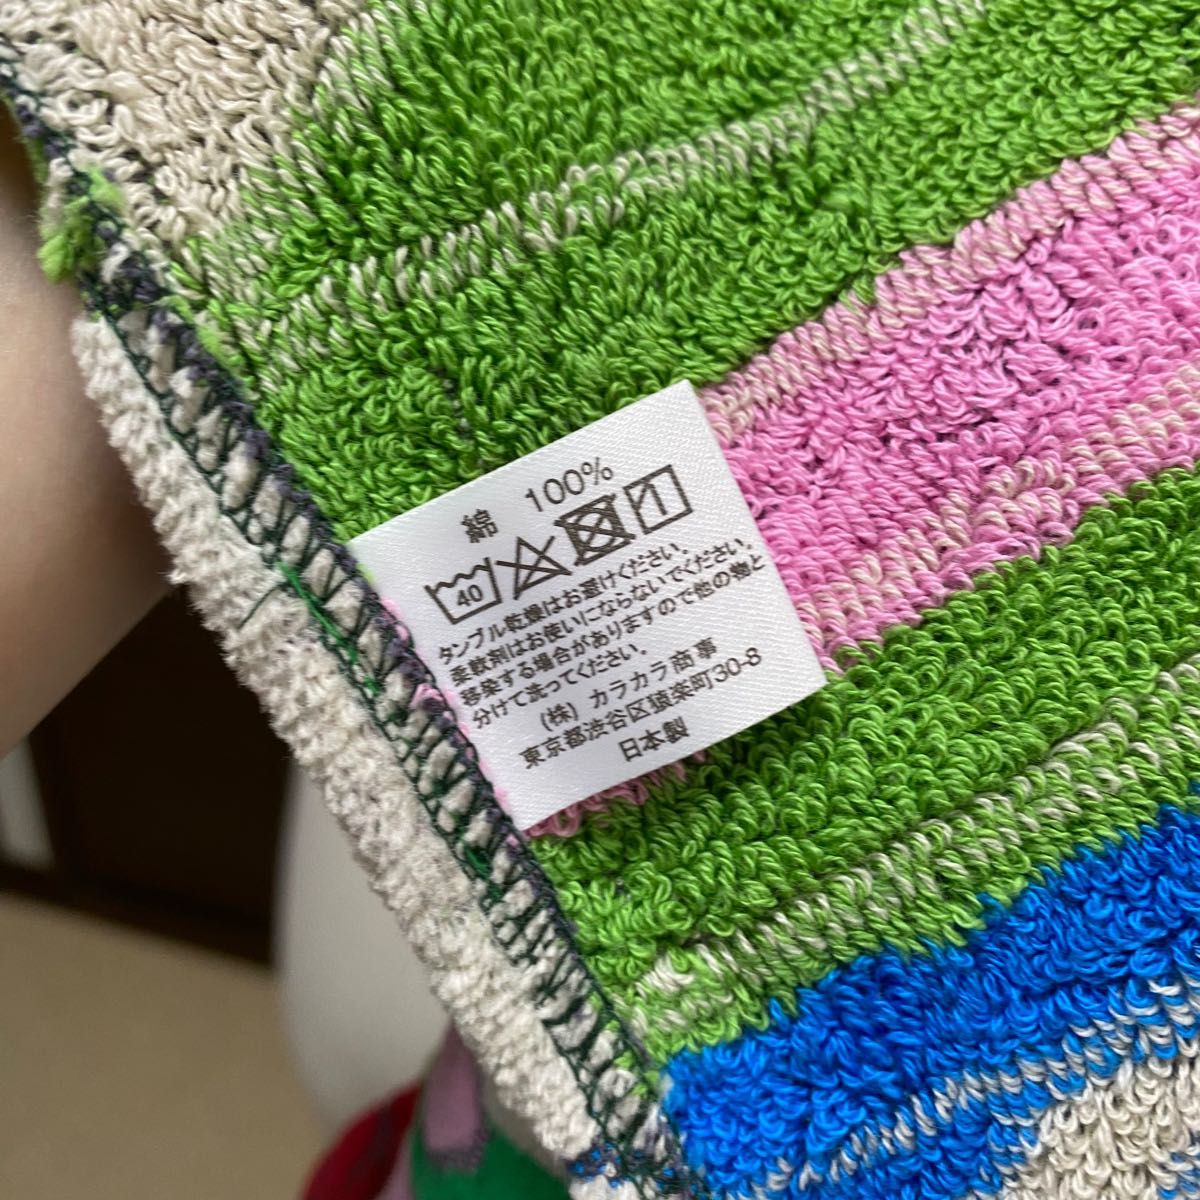 綿 100%
40
タンブル乾燥はお避けください。
柔軟剤はお使いにならないでください。
移染する場合がありますので他の物と
分けて洗ってください。
(株) カラカラ商事
東京都渋谷区猿楽町30-8
日本製